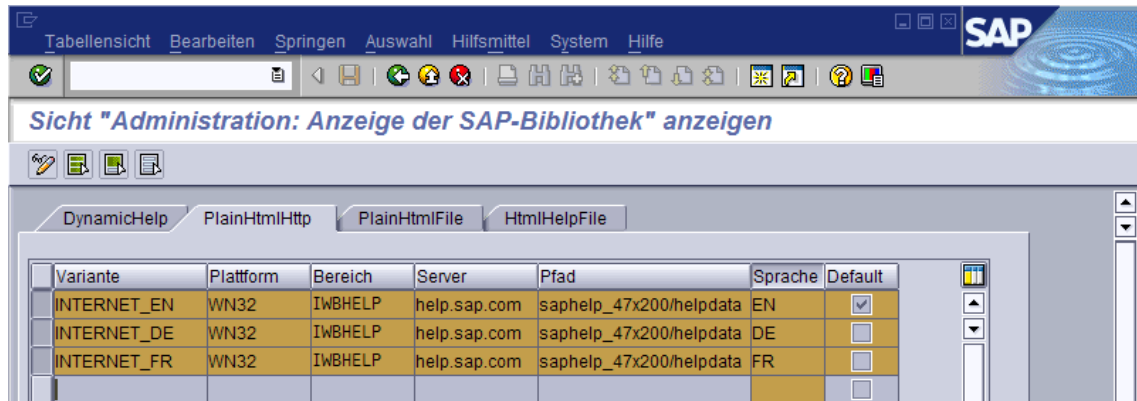 Tabellensicht Bearbeiten Springen Auswahl Hilfsmittel System Hilfe
SAP
Sicht "Administration: Anzeige der SAP-Bibliothek" anzeigen
DynamicHelp PlainHtmlHttp PlainHtmlFile HtmlHelpFile
Variante Plattform Bereich Server Pfad Sprache Default
INTERNET_EN WN32 IWBHELP help.sap.com saphelp_47x200/helpdata EN
INTERNET_DE WN32 IWBHELP help.sap.com saphelp_47x200/helpdata DE
INTERNET_FR WN32 IWBHELP help.sap.com saphelp_47x200/helpdata FR